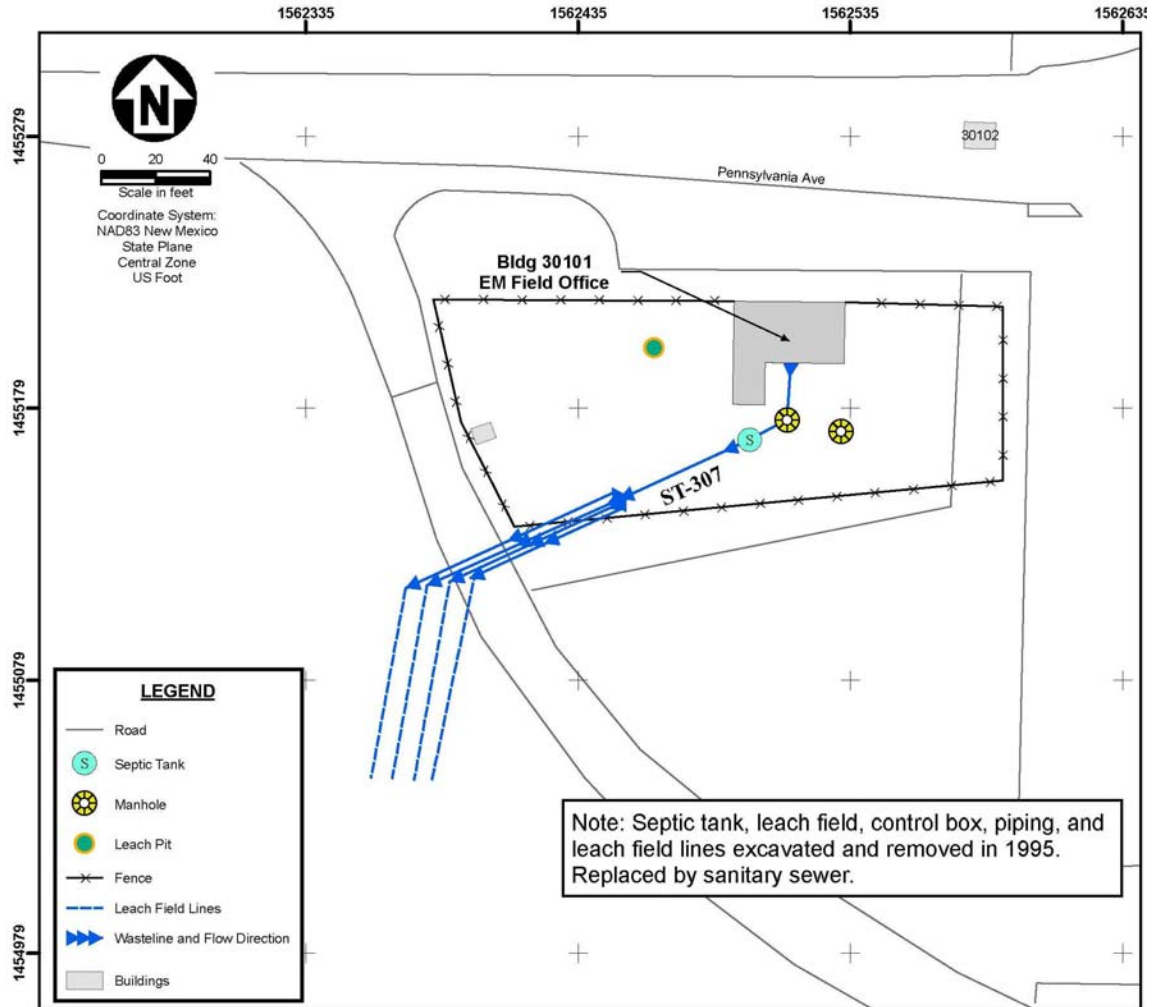 1562335
1562435
1562535
1562635
1455279
1455179
1455079
1454979
N
0 20 40
Scale in feet
Coordinate System:
NAD83 New Mexico
State Plane
Central Zone
US Foot
30102
Pennsylvania Ave
Bldg 30101
EM Field Office
S
ST-307
LEGEND
Road
S Septic Tank
Manhole
Leach Pit
Fence
Leach Field Lines
Wasteline and Flow Direction
Buildings
Note: Septic tank, leach field, control box, piping, and
leach field lines excavated and removed in 1995.
Replaced by sanitary sewer.